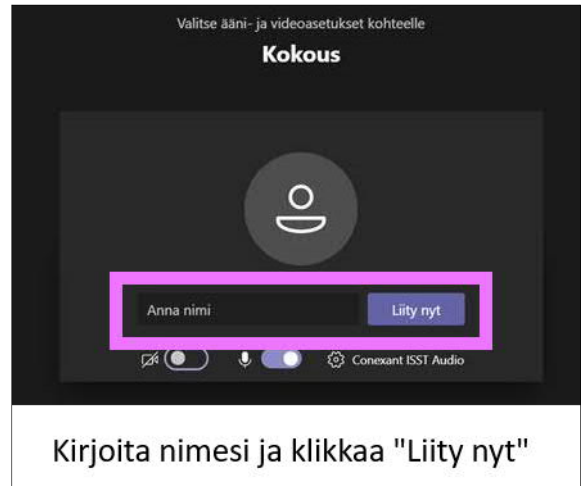 Valitse ääni- ja videoasetukset kohteelle
Kokous
Anna nimi
Liity nyt
Conexant ISST Audio
Kirjoita nimesi ja klikkaa "Liity nyt"